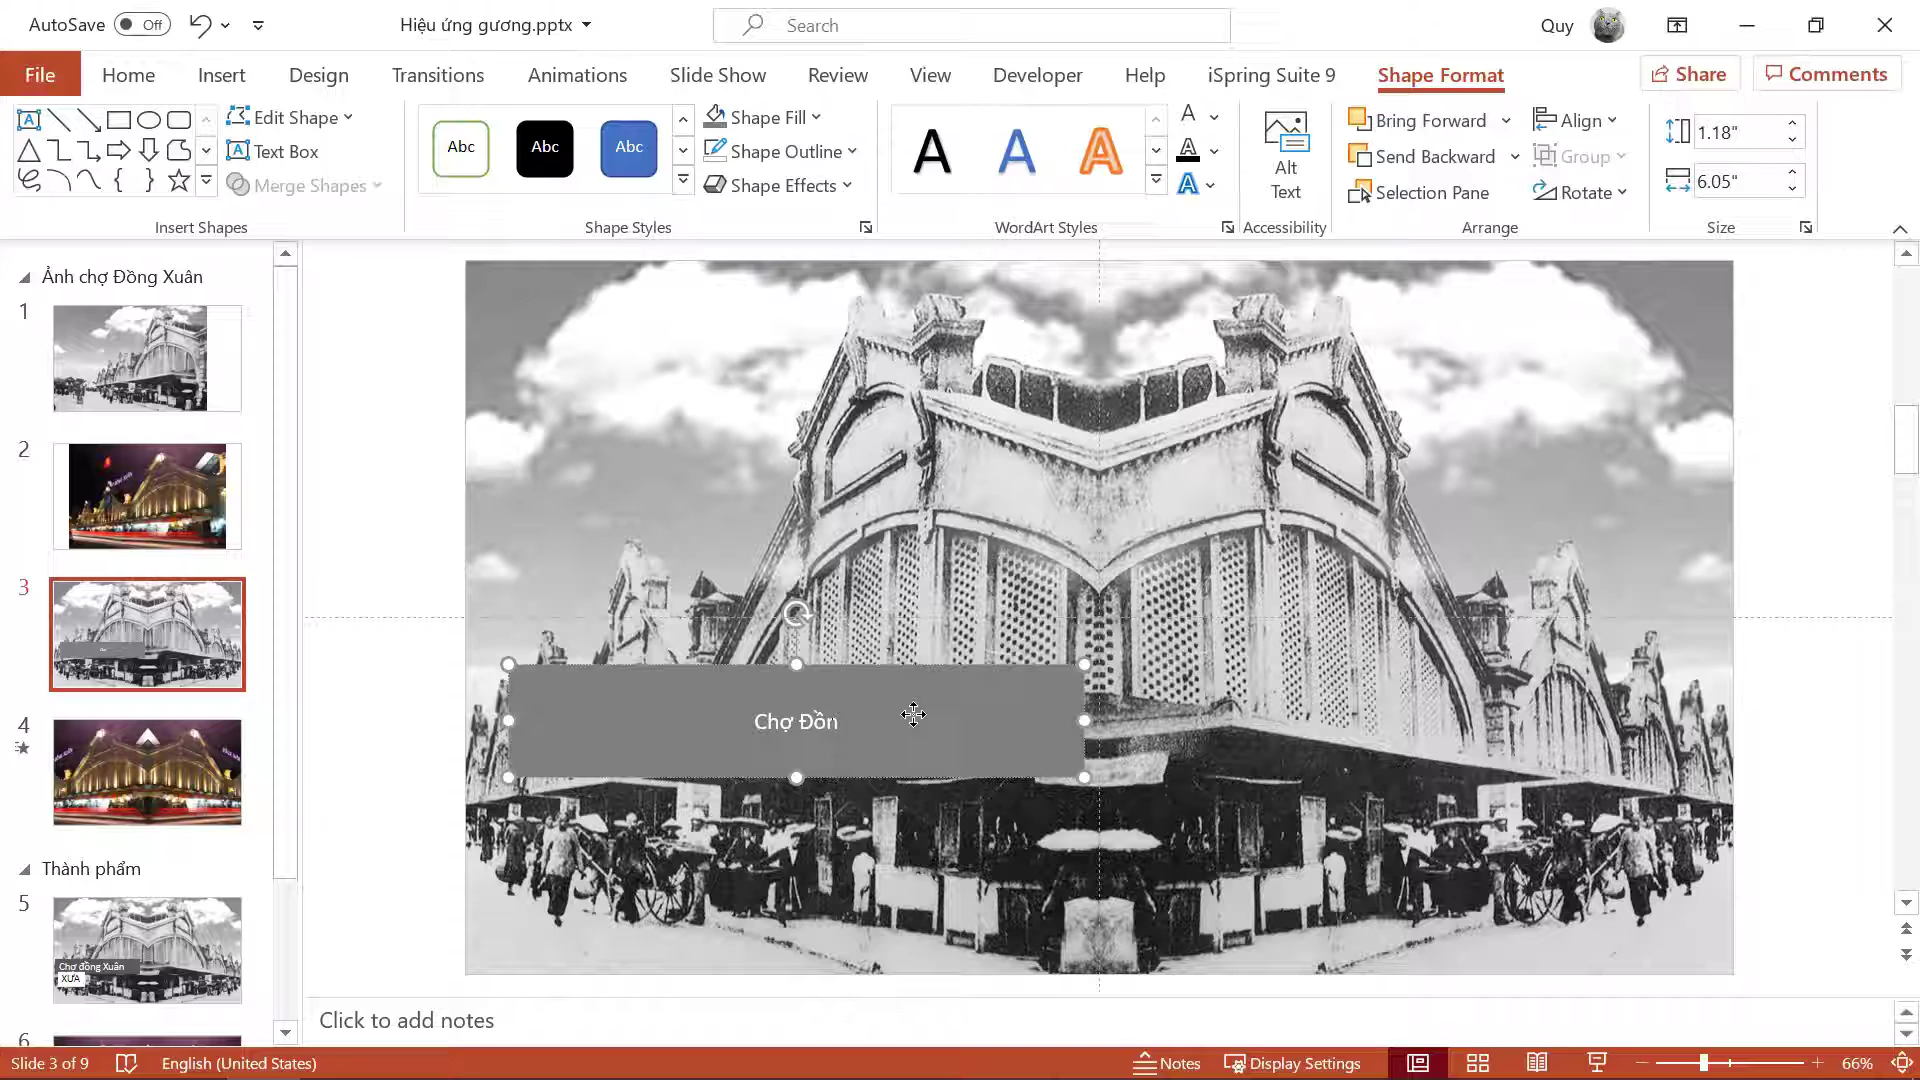 AutoSave Off Hiệu ứng gương.pptx Search Quy
File Home Insert Design Transitions Animations Slide Show Review View Developer Help iSpring Suite 9 Shape Format Share Comments
Edit Shape
Text Box
Merge Shapes
Insert Shapes
Abc Abc Abc
Shape Fill
Shape Outline
Shape Effects
Shape Styles
A A A
WordArt Styles
Alt
Text
Accessibility
Bring Forward
Send Backward
Selection Pane
Align
Group
Rotate
Arrange
1.18"
6.05"
Size
Ảnh chợ Đồng Xuân
1
2
3
4
Thành phẩm
5
Chợ đồng Xuân
XƯA
6
Chợ Đồn
Click to add notes
Slide 3 of 9 English (United States) Notes Display Settings 66%